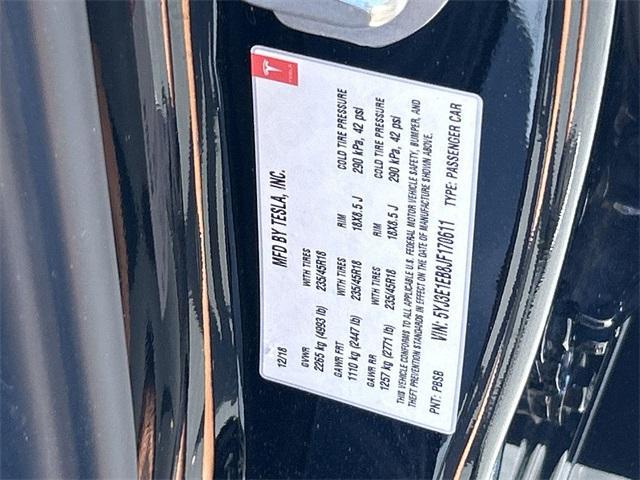 TESLA
MFD BY TESLA, INC.
12/18
GVWR WITH TIRES RIM COLD TIRE PRESSURE
2265 kg (4993 lb) 235/45R18 18X8.5 J 290 kPa, 42 psi
GAWR FRT WITH TIRES RIM COLD TIRE PRESSURE
1110 kg (2447 lb) 235/45R18 18X8.5 J 290 kPa, 42 psi
GAWR RR
1257 kg (2771 lb)
THIS VEHICLE CONFORMS TO ALL APPLICABLE U.S. FEDERAL MOTOR VEHICLE SAFETY, BUMPER, AND
THEFT PREVENTION STANDARDS IN EFFECT ON THE DATE OF MANUFACTURE SHOWN ABOVE.
VIN: 5YJ3E1EB8JF170611 TYPE: PASSENGER CAR
PNT: PBSB